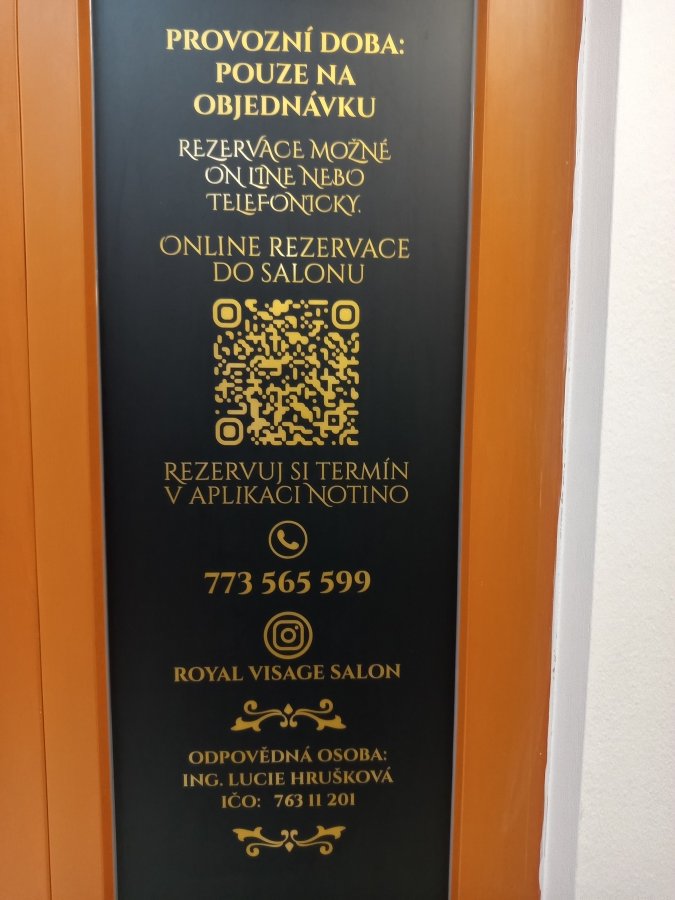 PROVOZNÍ DOBA:
POUZE NA
OBJEDNÁVKU
REZERVACE MOŽNÉ
ON LINE NEBO
TELEFONICKY.
ONLINE REZERVACE
DO SALONU
REZERVUJ SI TERMÍN
V APLIKACI NOTINO
773 565 599
ROYAL VISAGE SALON
ODPOVĚDNÁ OSOBA:
ING. LUCIE HRUŠKOVÁ
IČO: 763 11 201